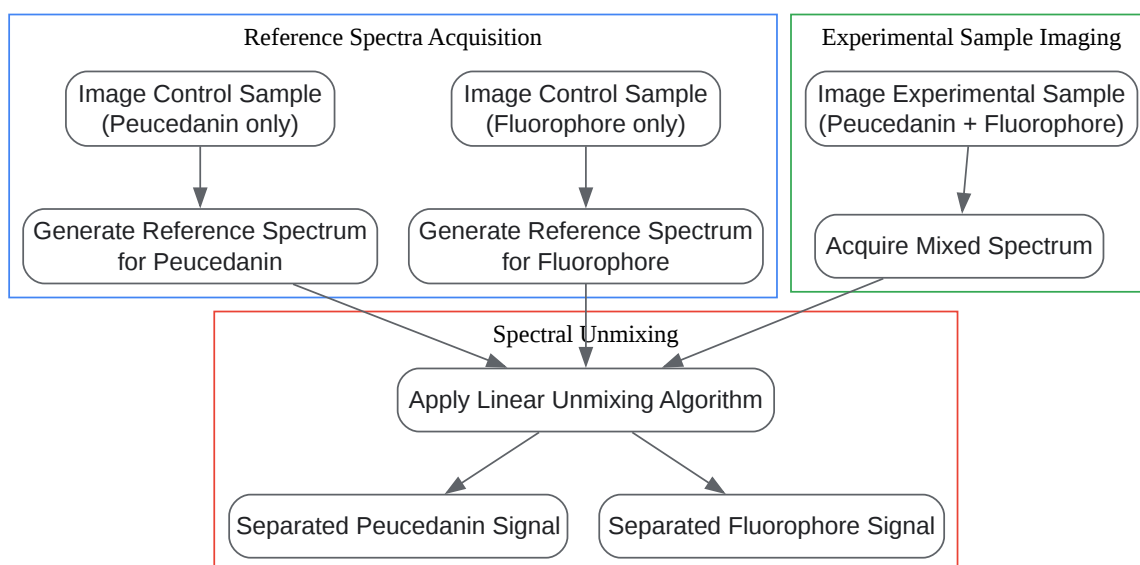 Reference Spectra Acquisition
Experimental Sample Imaging
Image Control Sample
(Peucedanin only)
Image Control Sample
(Fluorophore only)
Image Experimental Sample
(Peucedanin + Fluorophore)
Generate Reference Spectrum
for Peucedanin
Generate Reference Spectrum
for Fluorophore
Acquire Mixed Spectrum
Spectral Unmixing
Apply Linear Unmixing Algorithm
Separated Peucedanin Signal
Separated Fluorophore Signal